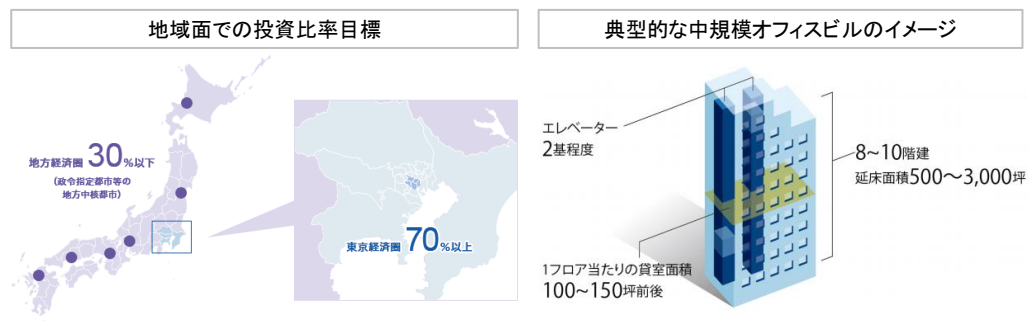 地域面での投資比率目標
地方経済圏30%以下
(政令指定都市等の
地方中核都市)
東京経済圏70%以上
典型的な中規模オフィスビルのイメージ
エレベーター
2基程度
8~10階建
延床面積500～3,000坪
1フロア当たりの貸室面積
100~150坪前後